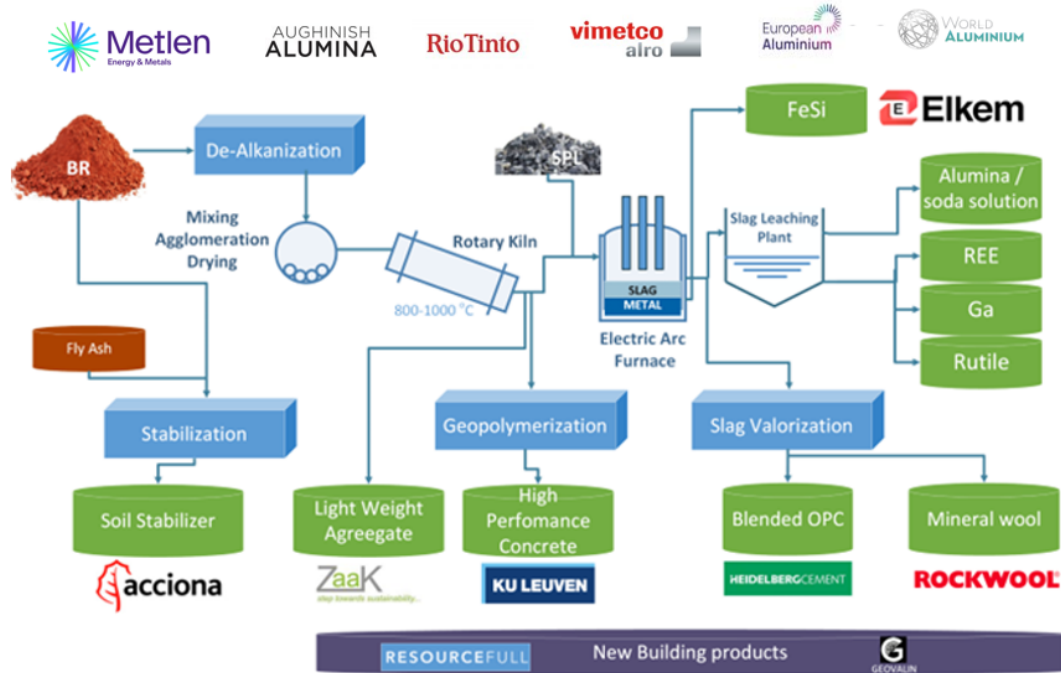 Metlen
Energy & Metals
AUGHINISH
ALUMINA
RioTinto
vimetco
alro
European
Aluminium
WORLD
ALUMINIUM
BR
De-Alkanization
SPL
FeSi
E Elkem
Mixing
Agglomeration
Drying
Rotary Kiln
800-1000 °C
SLAG
METAL
Electric Arc
Furnace
Slag Leaching
Plant
Alumina /
soda solution
REE
Ga
Rutile
Fly Ash
Stabilization
Geopolymerization
Slag Valorization
Soil Stabilizer
Light Weight
Agreegate
High
Perfomance
Concrete
Blended OPC
Mineral wool
acciona
ZaaK
step towards sustainability...
KU LEUVEN
HEIDELBERGCEMENT
ROCKWOOL®
RESOURCEFULL
New Building products
G
GEOVALIN